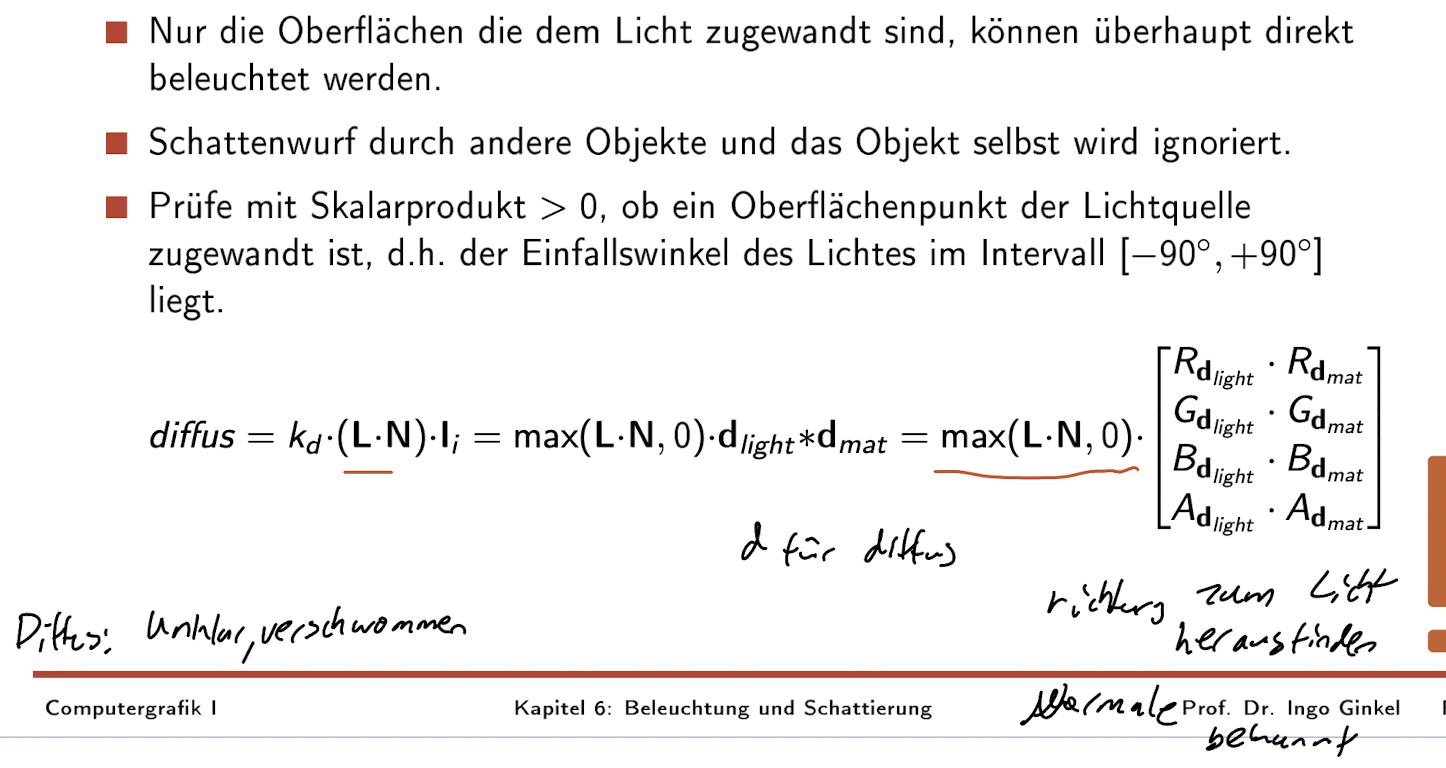 ■ Nur die Oberflächen die dem Licht zugewandt sind, können überhaupt direkt
beleuchtet werden.
■ Schattenwurf durch andere Objekte und das Objekt selbst wird ignoriert.
■ Prüfe mit Skalarprodukt > 0, ob ein Oberflächenpunkt der Lichtquelle
zugewandt ist, d.h. der Einfallswinkel des Lichtes im Intervall [−90°, +90°]
liegt.
diffus = k_d·(L·N)·I_i = max(L·N, 0)·d_light*d_mat = max(L·N, 0)· [R_d_light · R_d_mat
G_d_light · G_d_mat
B_d_light · B_d_mat
A_d_light · A_d_mat]
d für diffus
richtung zum Licht
herausfinden
Diffus: Unklar, verschwommen
Normale
bekannt
Computergrafik I Kapitel 6: Beleuchtung und Schattierung Prof. Dr. Ingo Ginkel